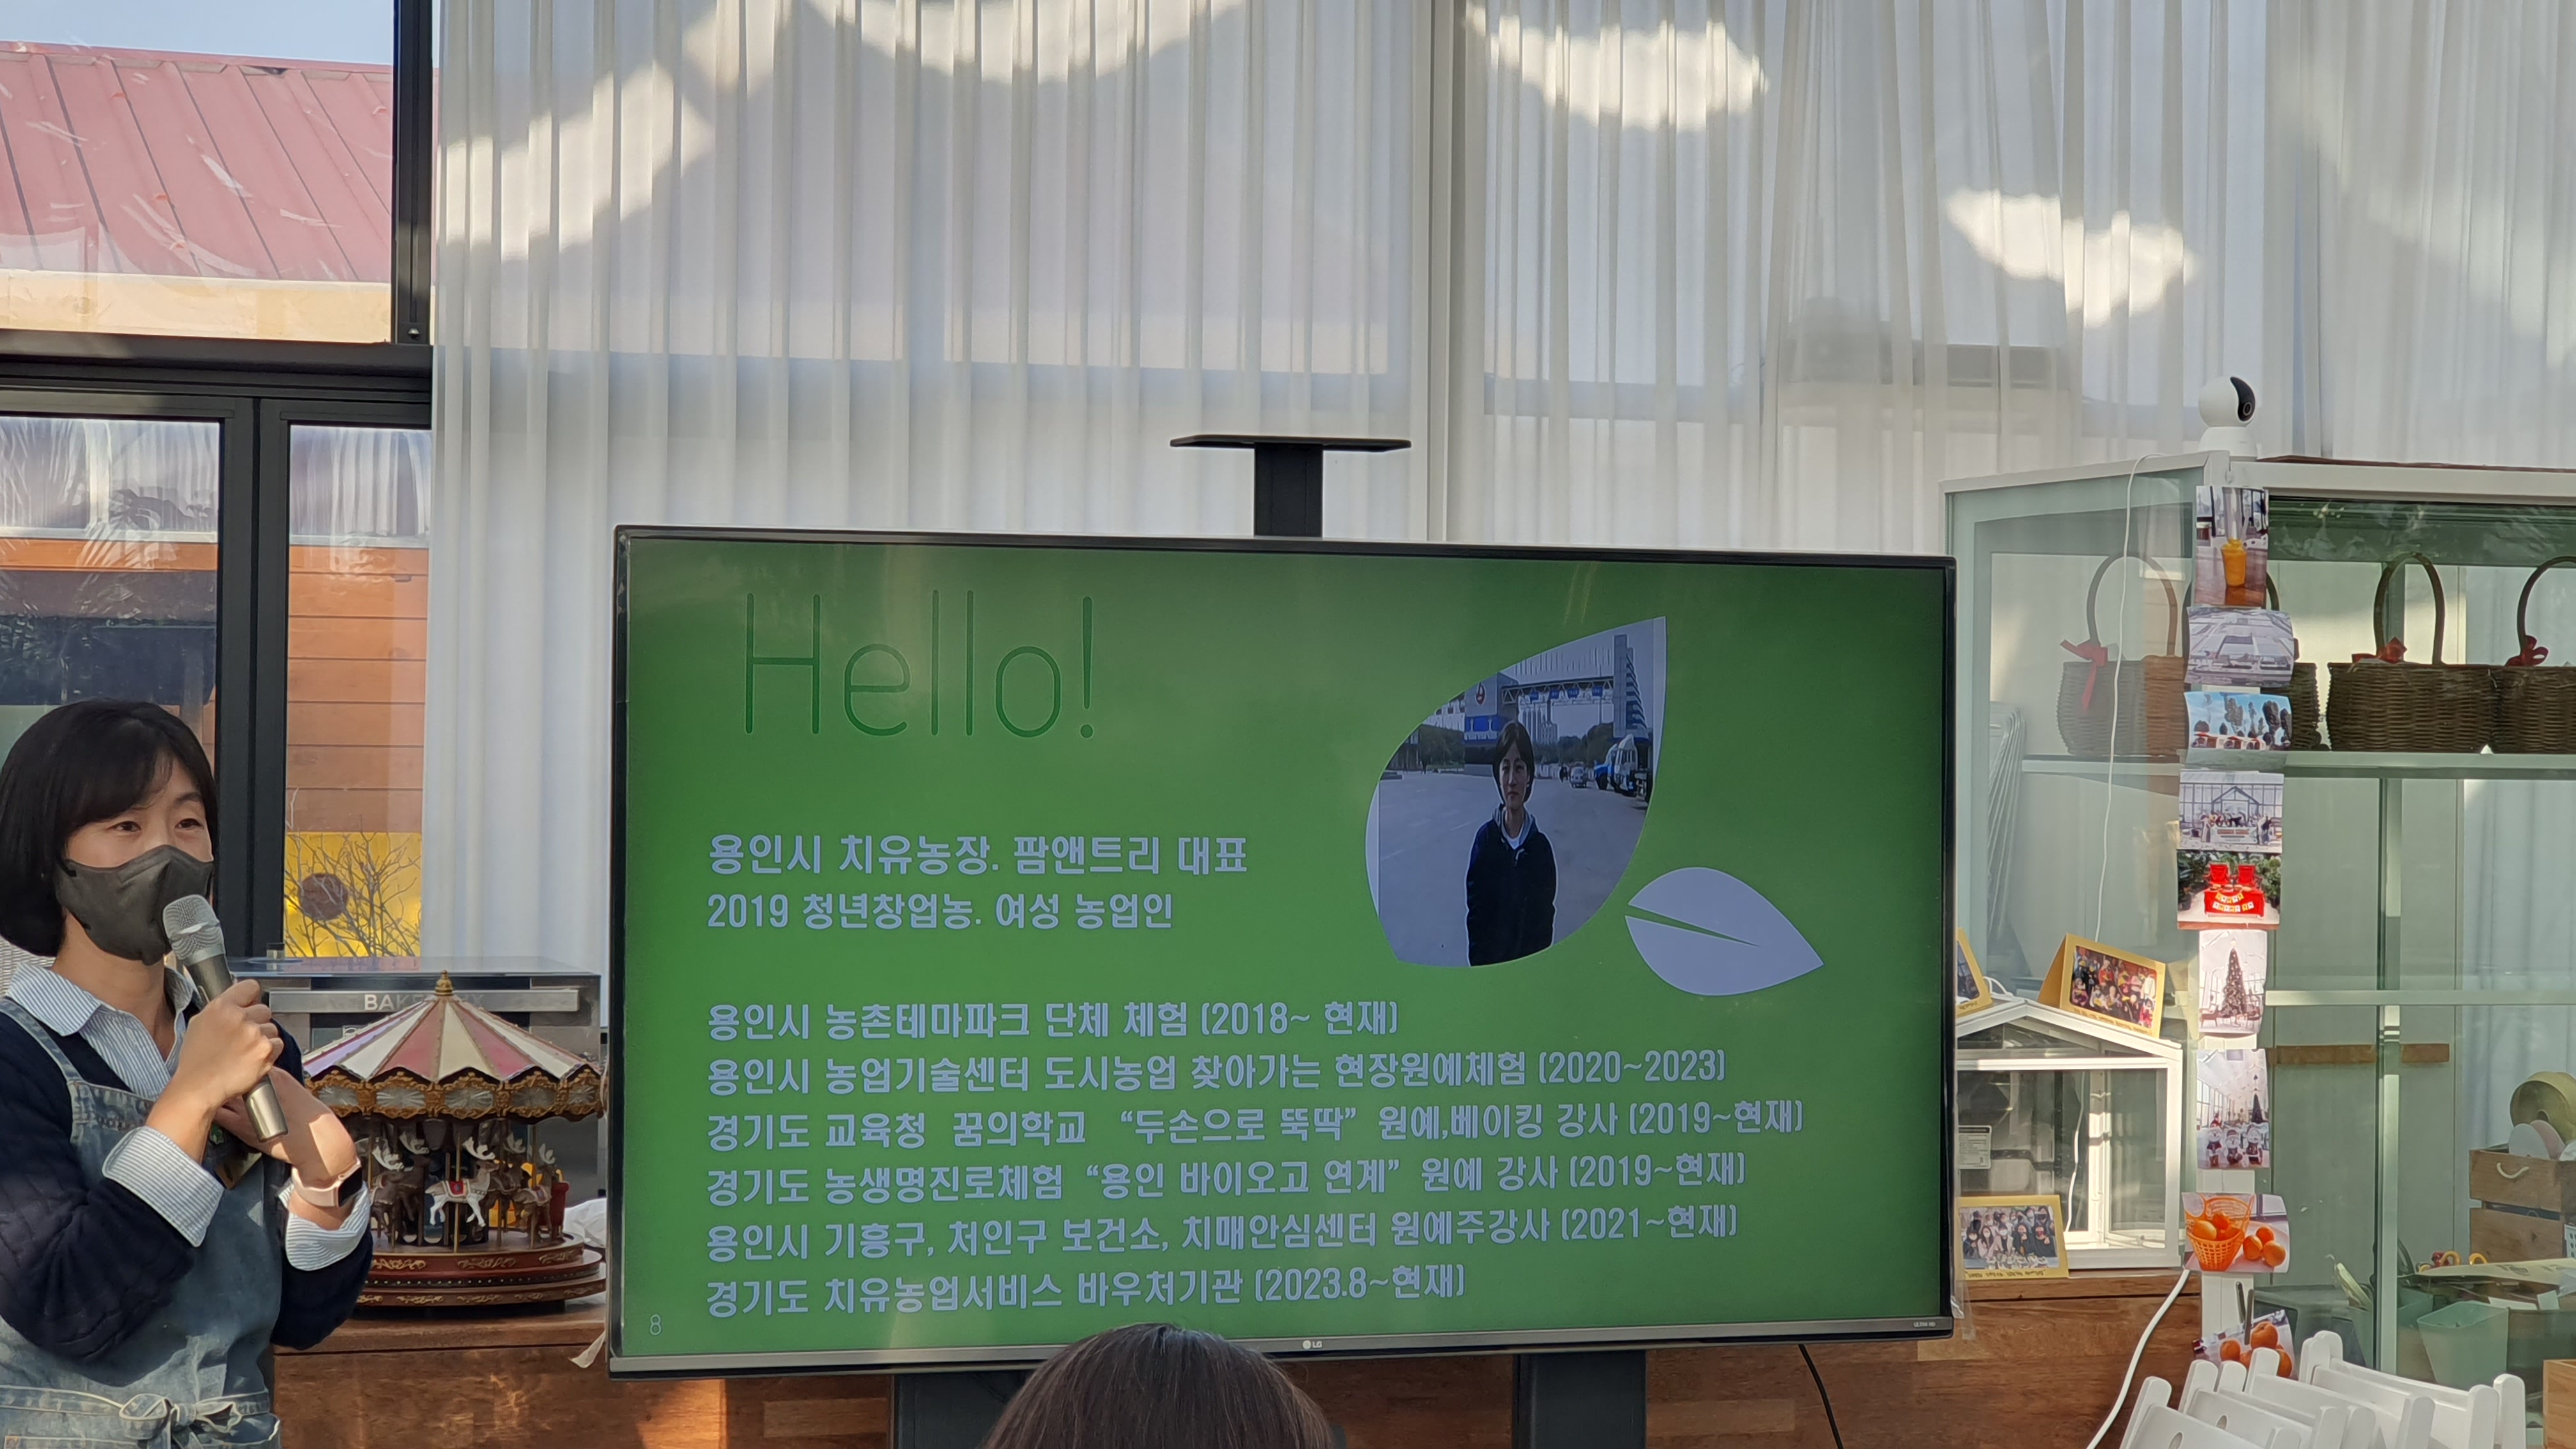 Hello!
용인시 치유농장. 팜앤트리 대표
2019 청년창업농. 여성 농업인
용인시 농촌테마파크 단체 체험 (2018~ 현재)
용인시 농업기술센터 도시농업 찾아가는 현장원예체험 (2020~2023)
경기도 교육청 꿈의학교 “두손으로 뚝딱” 원예,베이킹 강사 (2019~현재)
경기도 농생명진로체험 “용인 바이오고 연계” 원예 강사 (2019~현재)
용인시 기흥구, 처인구 보건소, 치매안심센터 원예주강사 (2021~현재)
경기도 치유농업서비스 바우처기관 (2023.8~현재)
8
LG